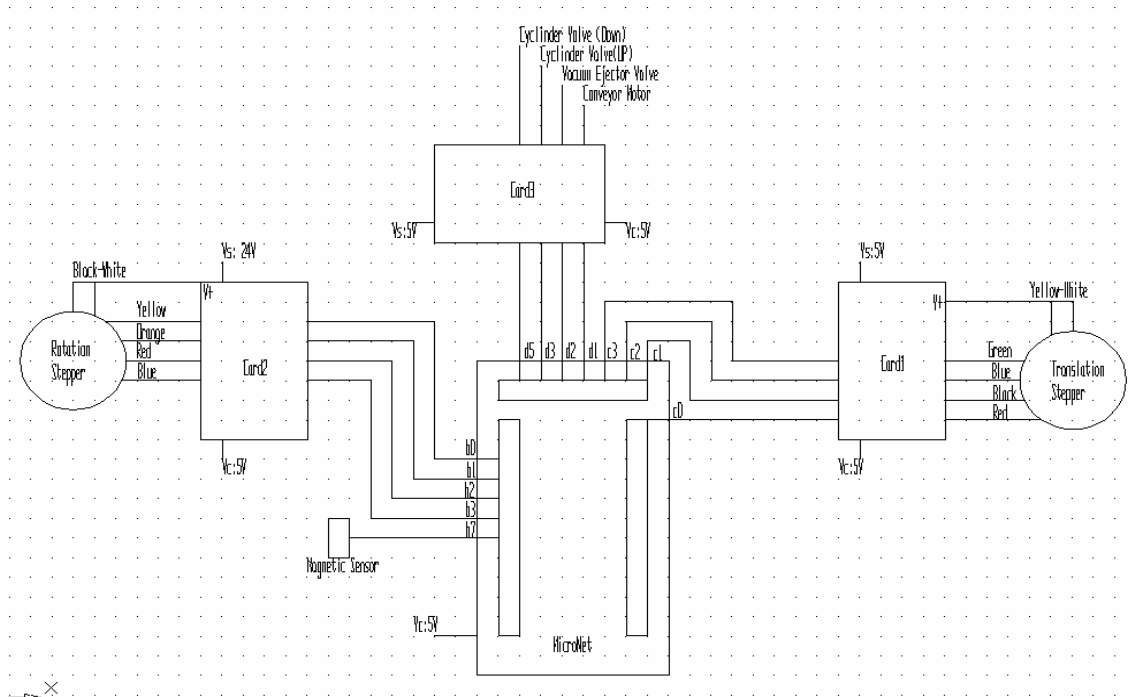 Cyclinder Valve (Down)
Cyclinder Valve(UP)
Vacuum Ejector Valve
Conveyor Motor
Card3
Vs:5V
Vc:5V
Vs: 24V
Black-White
V+
Yellow
Orange
Red
Blue
Rotation
Stepper
Card2
Vc:5V
Vs:5V
Yellow-White
V+
Green
Blue
Black
Red
Card1
Translation
Stepper
Vc:5V
d5 d3 d2 d1 c3 c2 c1
c0
b0
b1
b2
b3
b7
Magnetic Sensor
Vc:5V
MicroNet
X